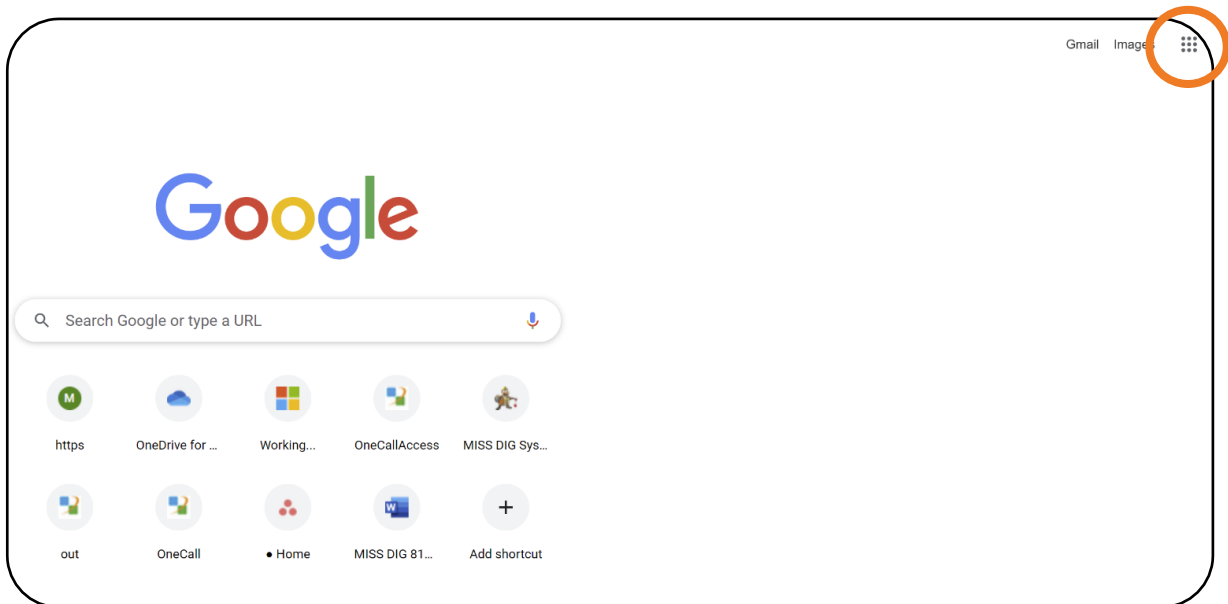 Gmail Images
Google
Search Google or type a URL
M
https OneDrive for ... Working... OneCallAccess MISS DIG Sys...
W
out OneCall • Home MISS DIG 81... Add shortcut